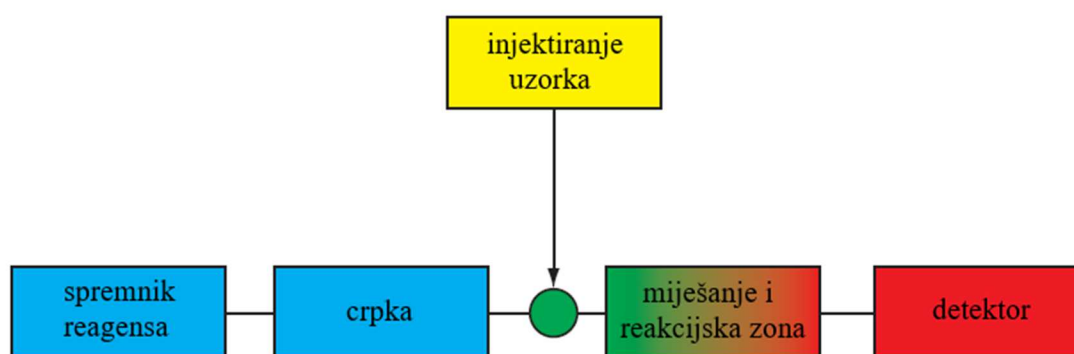 injektiranje
uzorka
spremnik
reagensa
crpka
miješanje i
reakcijska zona
detektor